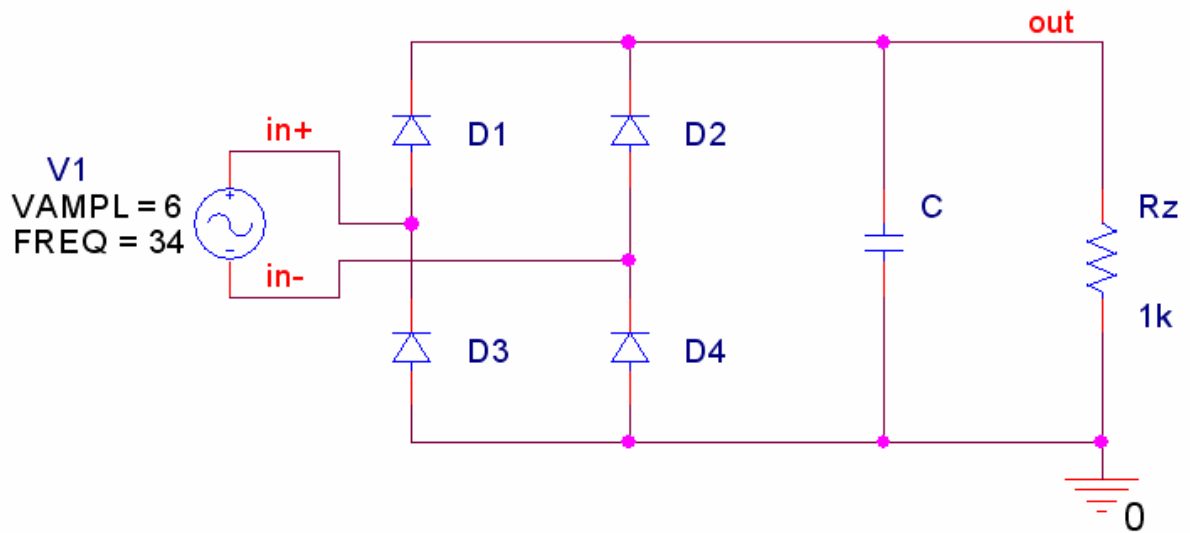 out
in+
D1
D2
V1
VAMPL = 6
FREQ = 34
C
Rz
in-
1k
D3
D4
0